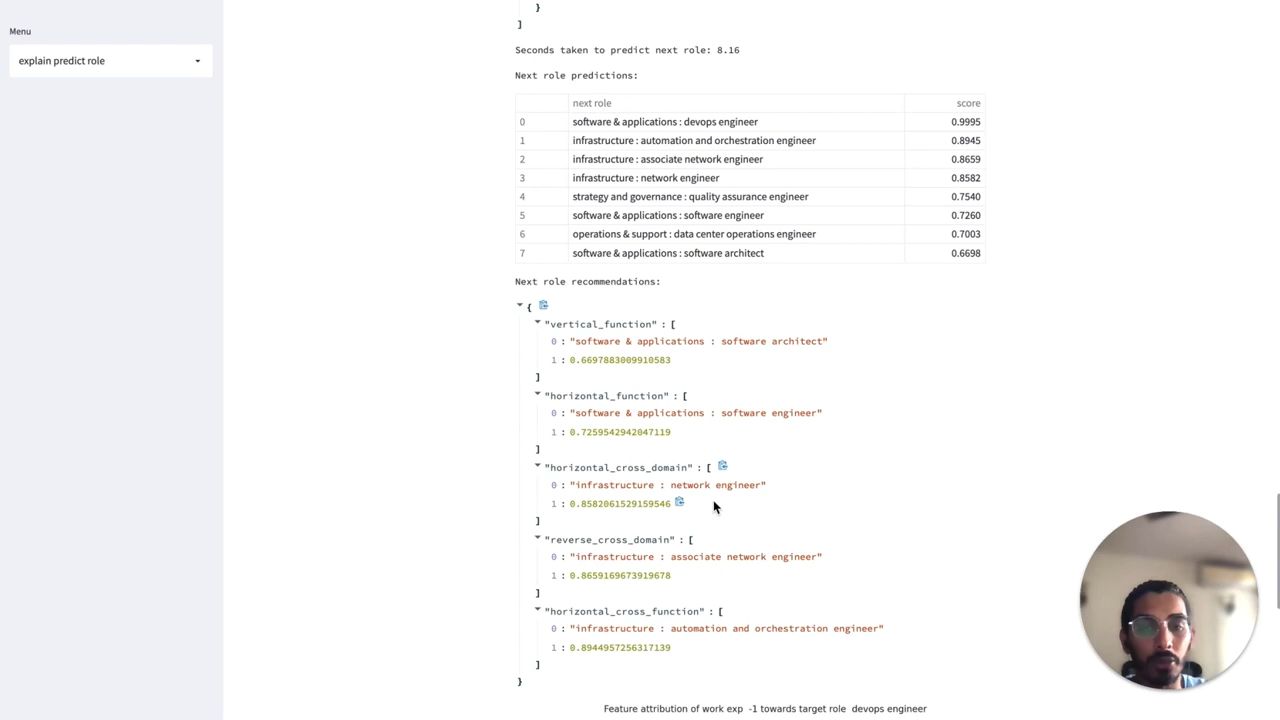 Menu
explain predict role
}
]
Seconds taken to predict next role: 8.16
Next role predictions:
next role score
0 software & applications : devops engineer 0.9995
1 infrastructure : automation and orchestration engineer 0.8945
2 infrastructure : associate network engineer 0.8659
3 infrastructure : network engineer 0.8582
4 strategy and governance : quality assurance engineer 0.7540
5 software & applications : software engineer 0.7260
6 operations & support : data center operations engineer 0.7003
7 software & applications : software architect 0.6698
Next role recommendations:
{
"vertical_function" : [
0 : "software & applications : software architect"
1 : 0.6697883009910583
]
"horizontal_function" : [
0 : "software & applications : software engineer"
1 : 0.7259542942047119
]
"horizontal_cross_domain" : [
0 : "infrastructure : network engineer"
1 : 0.8582061529159546
]
"reverse_cross_domain" : [
0 : "infrastructure : associate network engineer"
1 : 0.8659169673919678
]
"horizontal_cross_function" : [
0 : "infrastructure : automation and orchestration engineer"
1 : 0.8944957256317139
]
}
Feature attribution of work exp -1 towards target role devops engineer